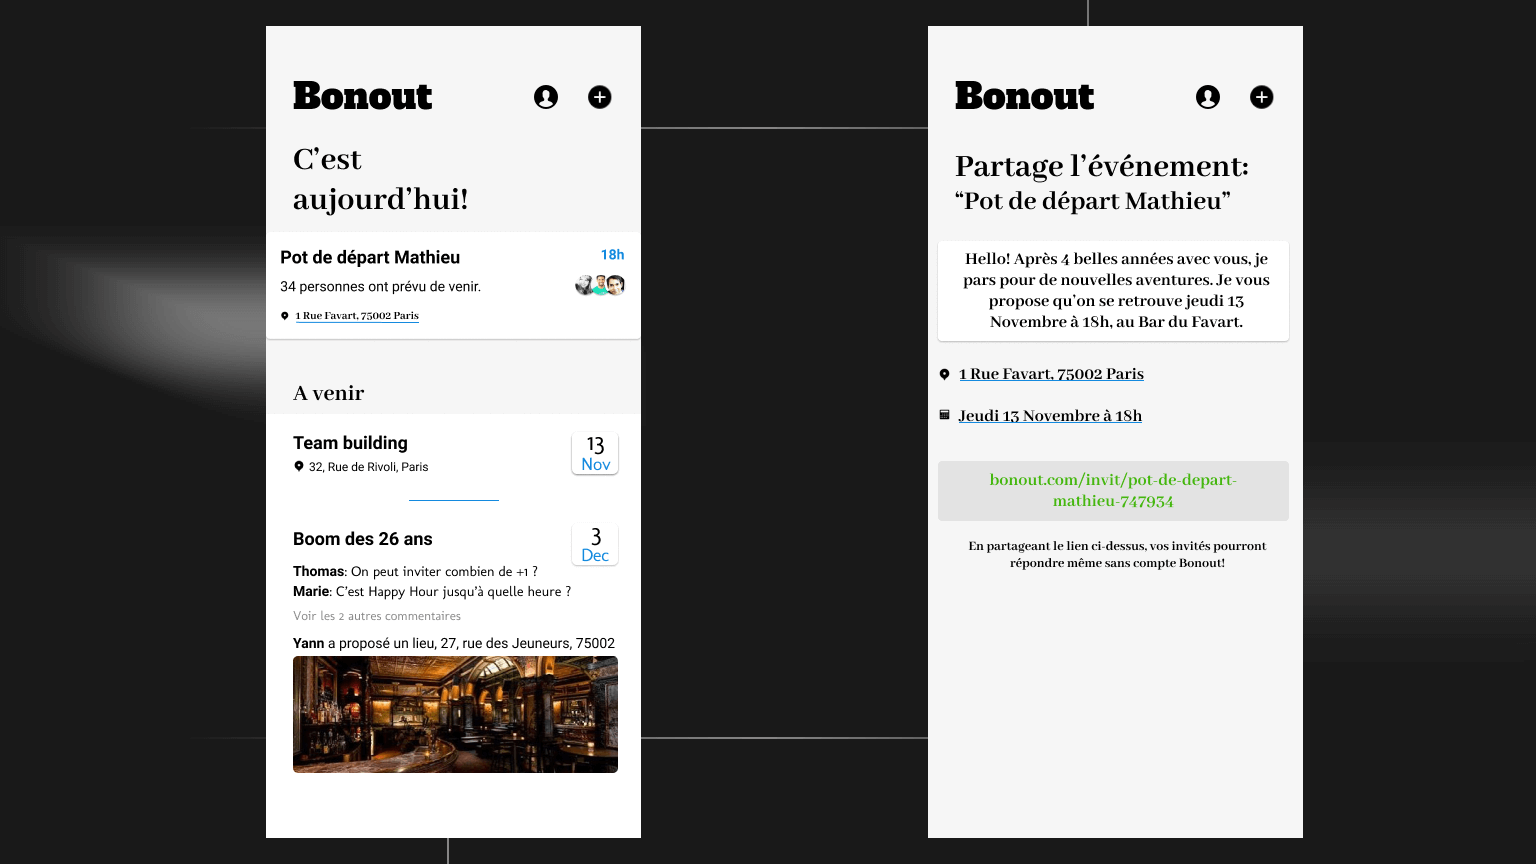 Bonout
C'est
aujourd'hui!
Pot de départ Mathieu
18h
34 personnes ont prévu de venir.
1 Rue Favart, 75002 Paris
A venir
Team building
32, Rue de Rivoli, Paris
13
Nov
Boom des 26 ans
3
Dec
Thomas: On peut inviter combien de +1 ?
Marie: C'est Happy Hour jusqu'à quelle heure ?
Voir les 2 autres commentaires
Yann a proposé un lieu, 27, rue des Jeuneurs, 75002
Bonout
Partage l'événement:
“Pot de départ Mathieu”
Hello! Après 4 belles années avec vous, je
pars pour de nouvelles aventures. Je vous
propose qu'on se retrouve jeudi 13
Novembre à 18h, au Bar du Favart.
1 Rue Favart, 75002 Paris
Jeudi 13 Novembre à 18h
bonout.com/invit/pot-de-depart-
mathieu-747934
En partageant le lien ci-dessus, vos invités pourront
répondre même sans compte Bonout!